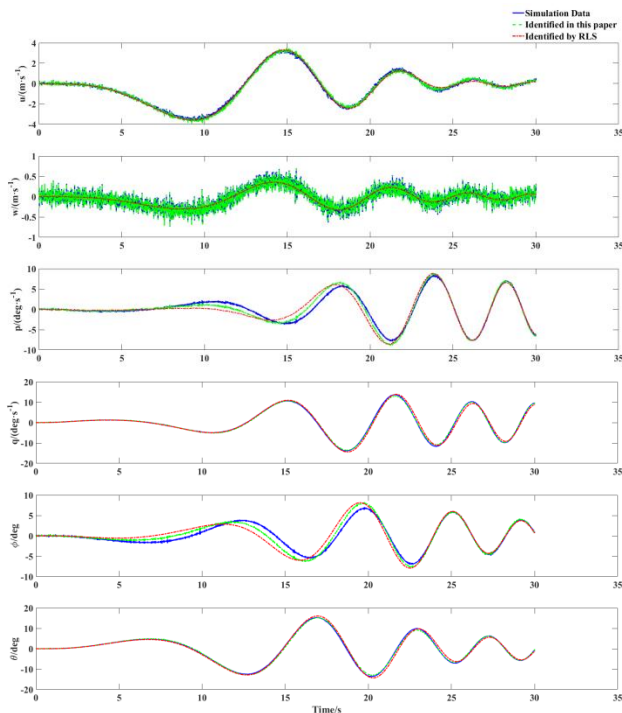 Simulation Data
Identified in this paper
Identified by RLS
u/(m·s⁻¹)
4
2
0
-2
-4
0 5 10 15 20 25 30 35
w/(m·s⁻¹)
1
0.5
0
-0.5
-1
0 5 10 15 20 25 30 35
p/(deg·s⁻¹)
10
5
0
-5
-10
0 5 10 15 20 25 30 35
q/(deg·s⁻¹)
20
10
0
-10
-20
0 5 10 15 20 25 30 35
ϕ/deg
10
5
0
-5
-10
0 5 10 15 20 25 30 35
θ/deg
20
10
0
-10
-20
0 5 10 15 20 25 30 35
Time/s